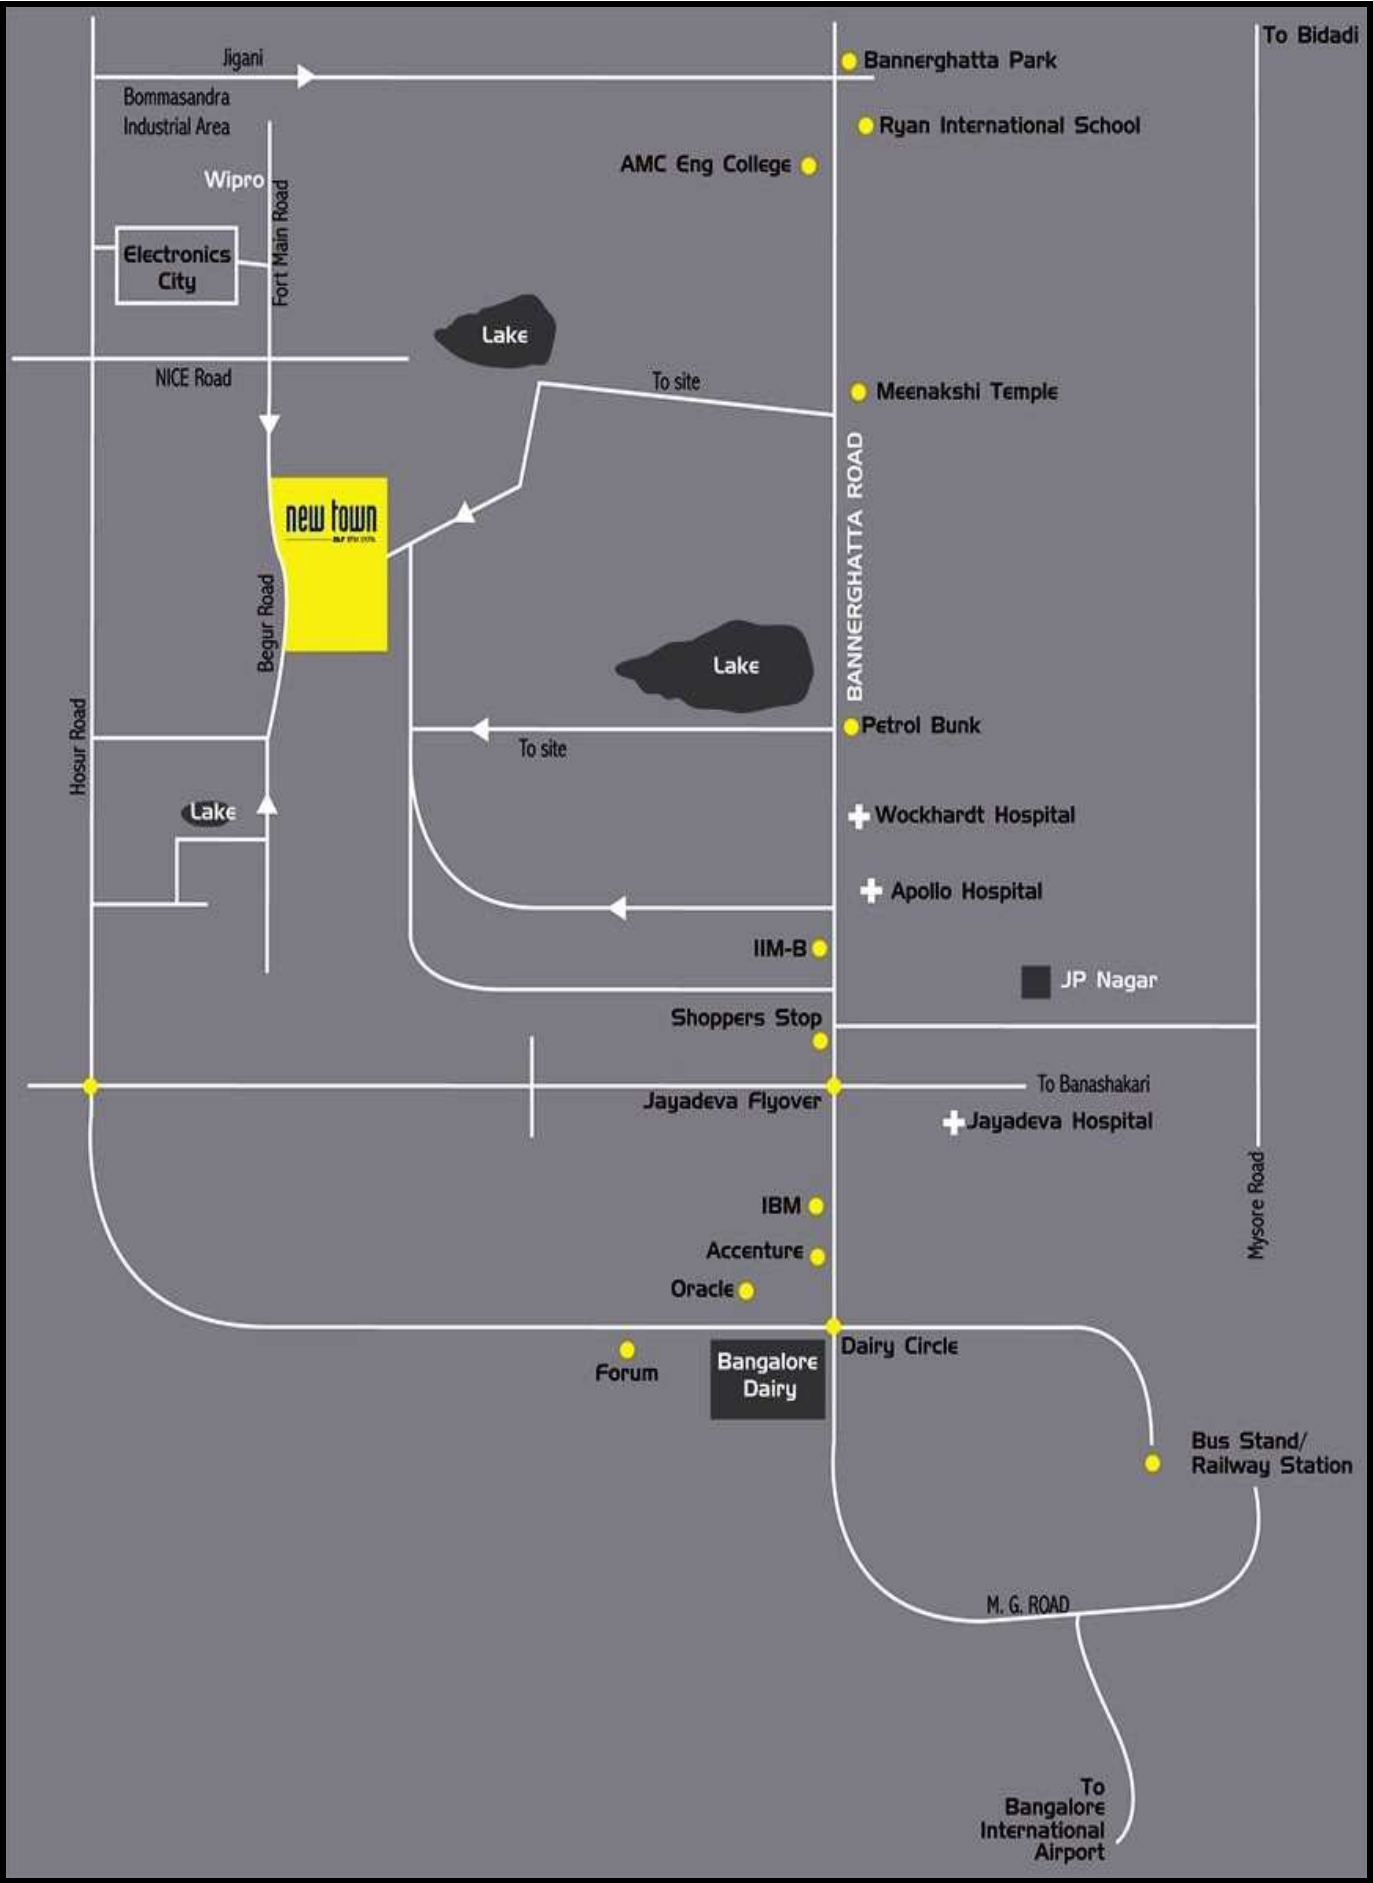 To Bidadi
Jigani
Bannerghatta Park
Bommasandra
Industrial Area
Ryan International School
AMC Eng College
Wipro
Fort Main Road
Electronics
City
Lake
NICE Road
To site
Meenakshi Temple
BANNERGHATTA ROAD
new town
Begur Road
Lake
Hosur Road
Petrol Bunk
To site
Lake
Wockhardt Hospital
Apollo Hospital
IIM-B
JP Nagar
Shoppers Stop
To Banashakari
Jayadeva Flyover
Jayadeva Hospital
Mysore Road
IBM
Accenture
Oracle
Dairy Circle
Forum
Bangalore
Dairy
Bus Stand/
Railway Station
M. G. ROAD
To
Bangalore
International
Airport